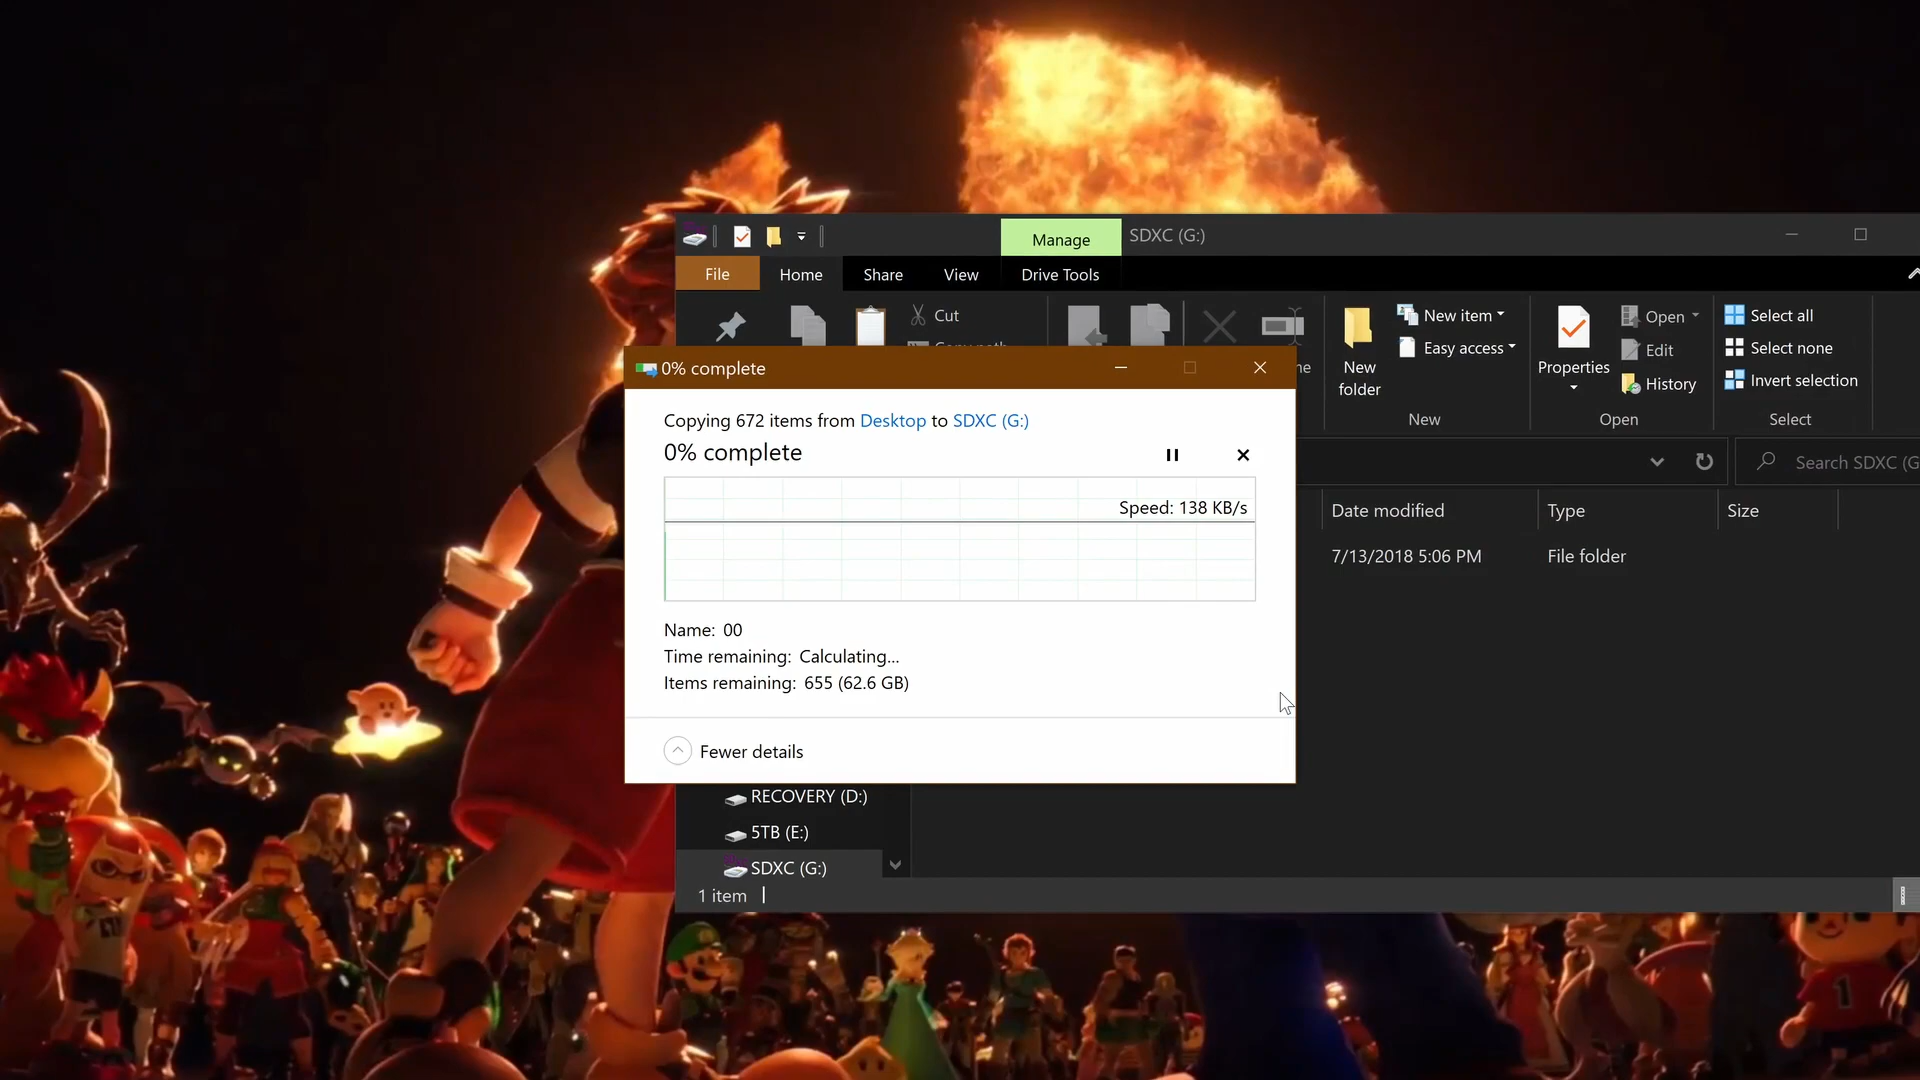 Manage
SDXC (G:)
File
Home
Share
View
Drive Tools
Cut
New item
Select all
Open
Easy access
Edit
Select none
New folder
Properties
History
Invert selection
New
Open
Select
0% complete
Copying 672 items from Desktop to SDXC (G:)
0% complete
Speed: 138 KB/s
Search SDXC (G
Date modified
Type
Size
7/13/2018 5:06 PM
File folder
Name: 00
Time remaining: Calculating...
Items remaining: 655 (62.6 GB)
Fewer details
RECOVERY (D:)
5TB (E:)
SDXC (G:)
1 item
1